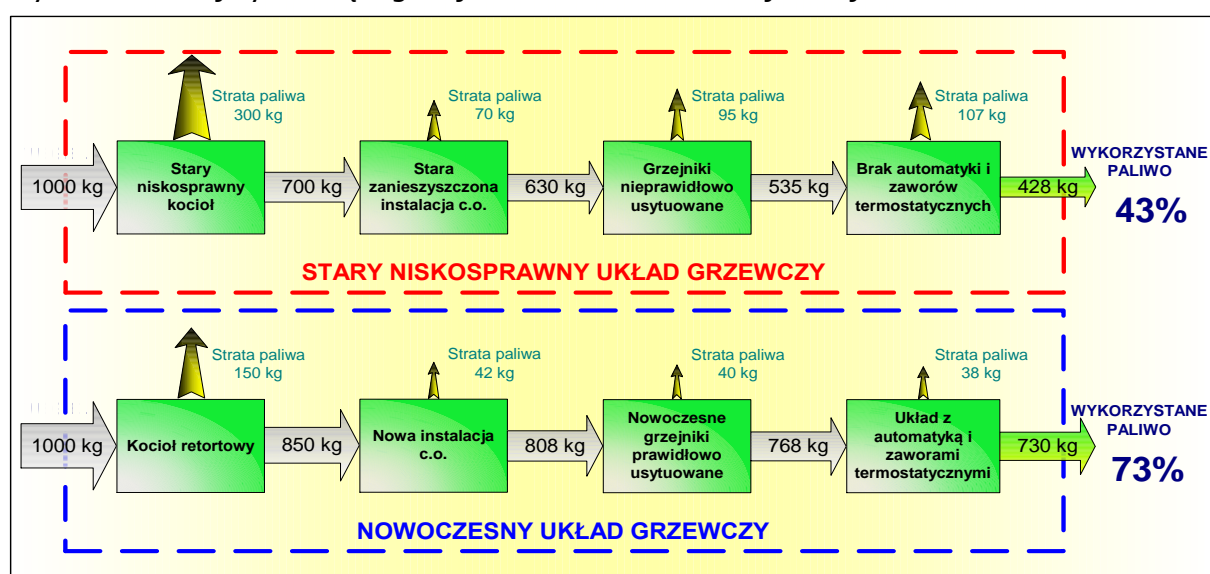 Strata paliwa
300 kg
Strata paliwa
70 kg
Strata paliwa
95 kg
Strata paliwa
107 kg
1000 kg
Stary
niskosprawny
kocioł
700 kg
Stara
zanieszyszczona
instalacja c.o.
630 kg
Grzejniki
nieprawidłowo
usytuowane
535 kg
Brak automatyki i
zaworów
termostatycznych
428 kg
WYKORZYSTANE
PALIWO
43%
STARY NISKOSPRAWNY UKŁAD GRZEWCZY
Strata paliwa
150 kg
Strata paliwa
42 kg
Strata paliwa
40 kg
Strata paliwa
38 kg
1000 kg
Kocioł retortowy
850 kg
Nowa instalacja
c.o.
808 kg
Nowoczesne
grzejniki
prawidłowo
usytuowane
768 kg
Układ z
automatyką i
zaworami
termostatycznymi
730 kg
WYKORZYSTANE
PALIWO
73%
NOWOCZESNY UKŁAD GRZEWCZY